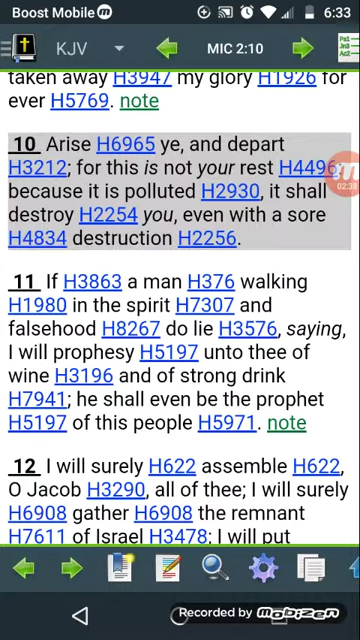 Boost Mobile M 6:33
KJV MIC 2:10
taken away H3947 my glory H1926 for
ever H5769. note
10 Arise H6965 ye, and depart
H3212; for this is not your rest H4496,
because it is polluted H2930, it shall
destroy H2254 you, even with a sore
H4834 destruction H2256.
02:38
11 If H3863 a man H376 walking
H1980 in the spirit H7307 and
falsehood H8267 do lie H3576, saying,
I will prophesy H5197 unto thee of
wine H3196 and of strong drink
H7941; he shall even be the prophet
H5197 of this people H5971. note
12 I will surely H622 assemble H622,
O Jacob H3290, all of thee; I will surely
H6908 gather H6908 the remnant
H7611 of Israel H3478; I will put
Recorded by mobizen